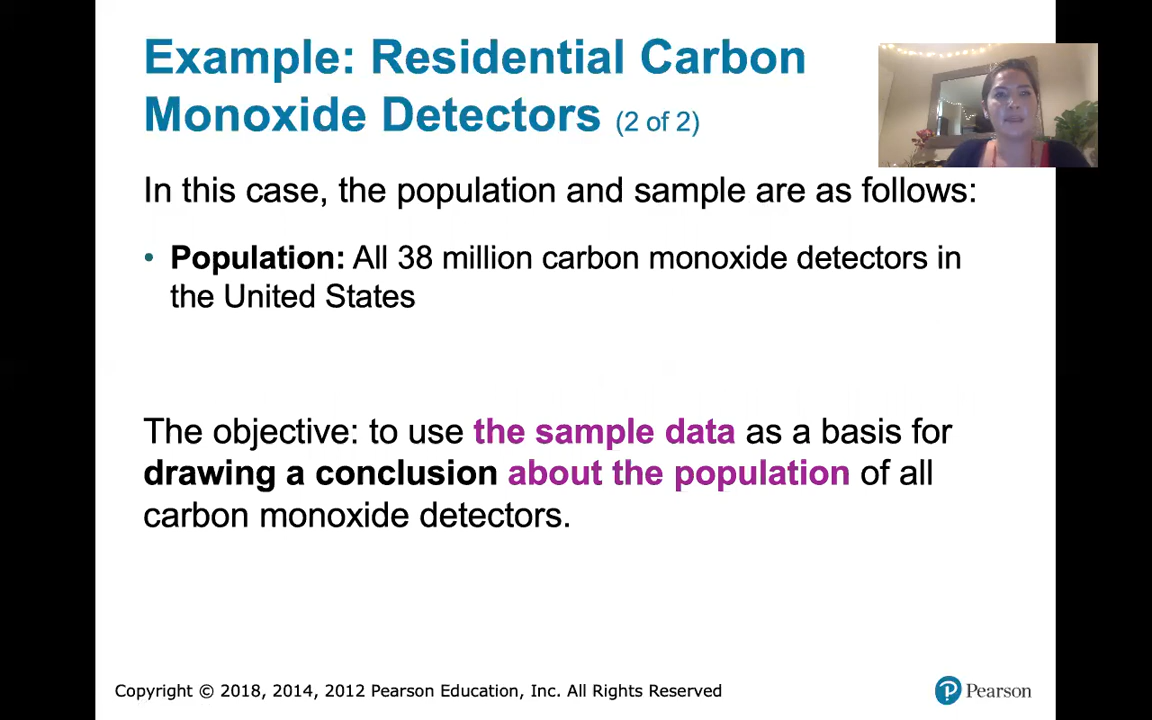 Example: Residential Carbon
Monoxide Detectors (2 of 2)
In this case, the population and sample are as follows:
• Population: All 38 million carbon monoxide detectors in
the United States
The objective: to use the sample data as a basis for
drawing a conclusion about the population of all
carbon monoxide detectors.
Copyright © 2018, 2014, 2012 Pearson Education, Inc. All Rights Reserved
P Pearson